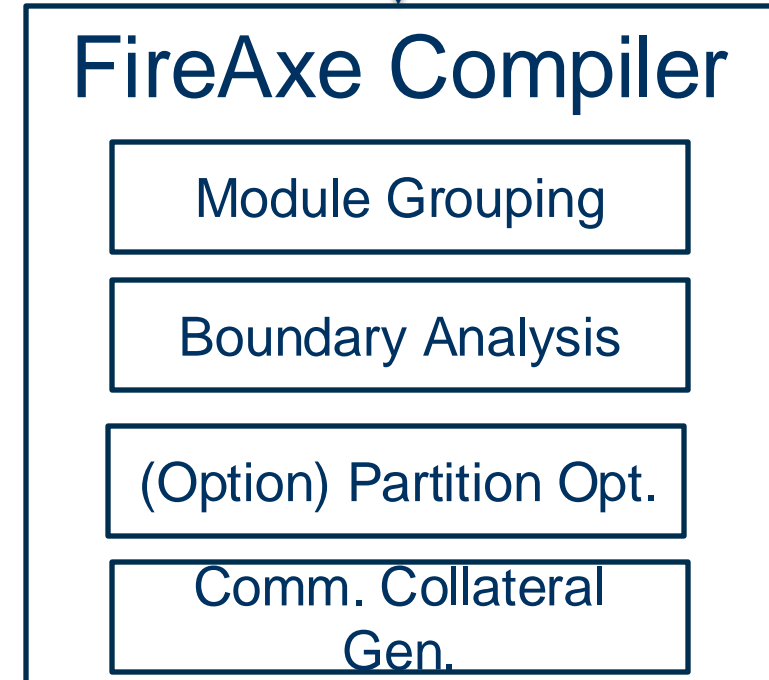 FireAxe Compiler
Module Grouping
Boundary Analysis
(Option) Partition Opt.
Comm. Collateral
Gen.